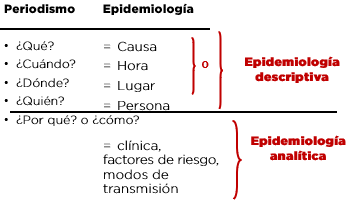 Periodismo Epidemiología
• ¿Qué? = Causa
• ¿Cuándo? = Hora
• ¿Dónde? = Lugar
• ¿Quién? = Persona
o
Epidemiología
descriptiva
• ¿Por qué? o ¿cómo?
= clínica,
factores de riesgo,
modos de
transmisión
Epidemiología
analítica